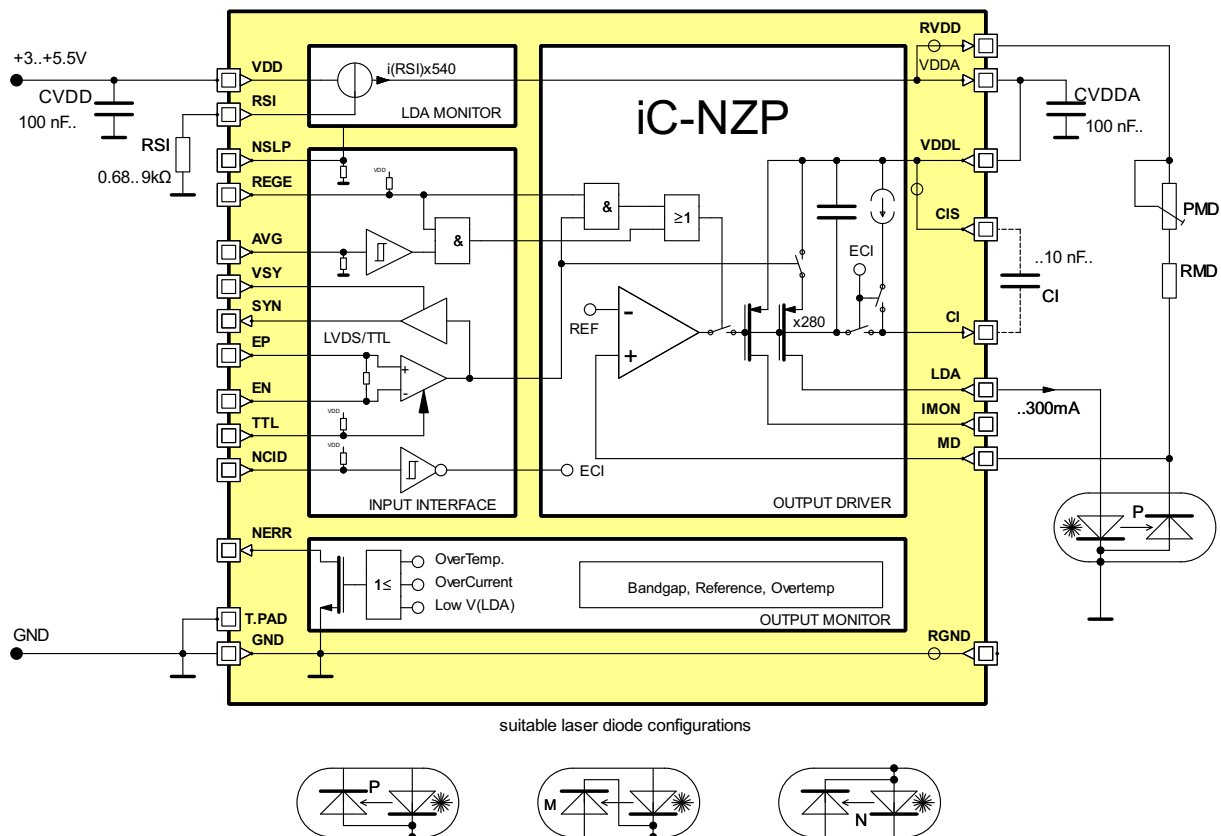 +3..+5.5V
CVDD
100 nF..
RSI
0.68..9kΩ
GND
VDD
RSI
NSLP
REGE
AVG
VSY
SYN
EP
EN
TTL
NCID
NERR
T.PAD
GND
i(RSI)x540
LDA MONITOR
VDD
&
LVDS/TTL
+
-
VDD
VDD
INPUT INTERFACE
iC-NZP
&
≥1
REF
-
+
x280
ECI
ECI
OUTPUT DRIVER
1≤
OverTemp.
OverCurrent
Low V(LDA)
Bandgap, Reference, Overtemp
OUTPUT MONITOR
RVDD
VDDA
VDDL
CIS
CI
LDA
IMON
MD
RGND
CVDDA
100 nF..
PMD
RMD
..10 nF..
CI
..300mA
P
suitable laser diode configurations
P
M
N